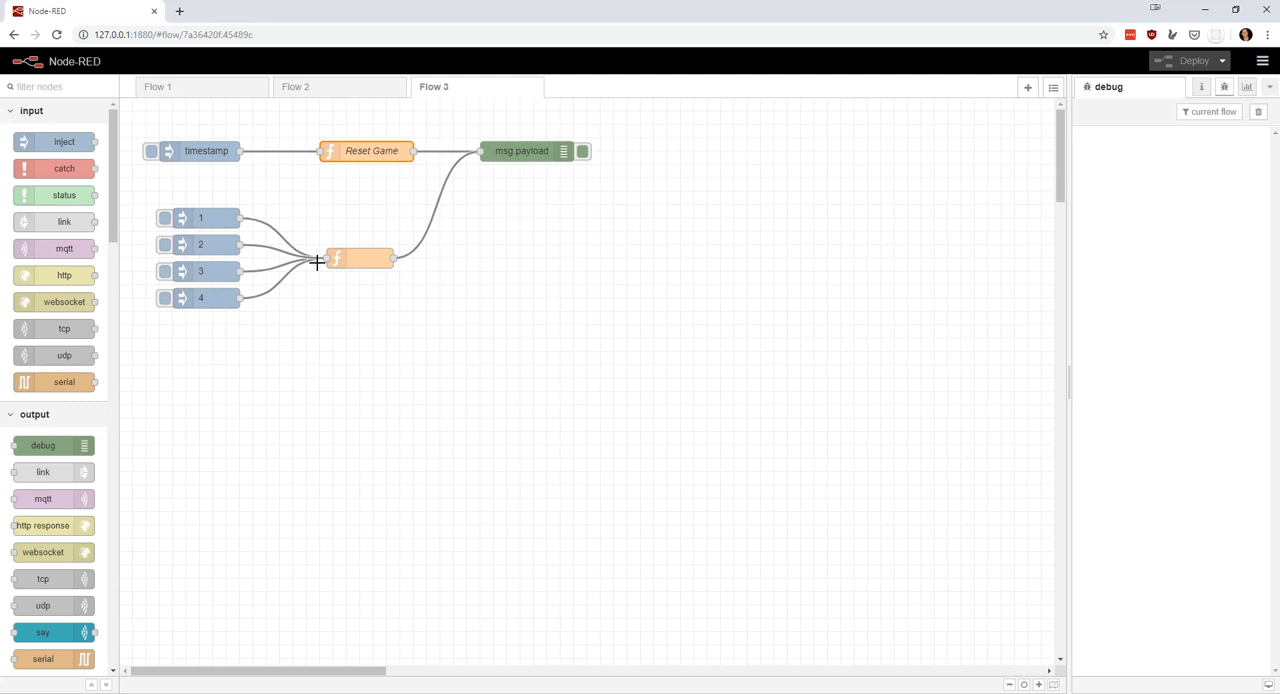 Node-RED
127.0.0.1:1880/#flow/7a36420f.45489c
Node-RED
Deploy
filter nodes
Flow 1
Flow 2
Flow 3
debug
i
current flow
input
inject
catch
status
link
mqtt
http
websocket
tcp
udp
serial
output
debug
link
mqtt
http response
websocket
tcp
udp
say
serial
timestamp
Reset Game
msg.payload
1
2
3
4